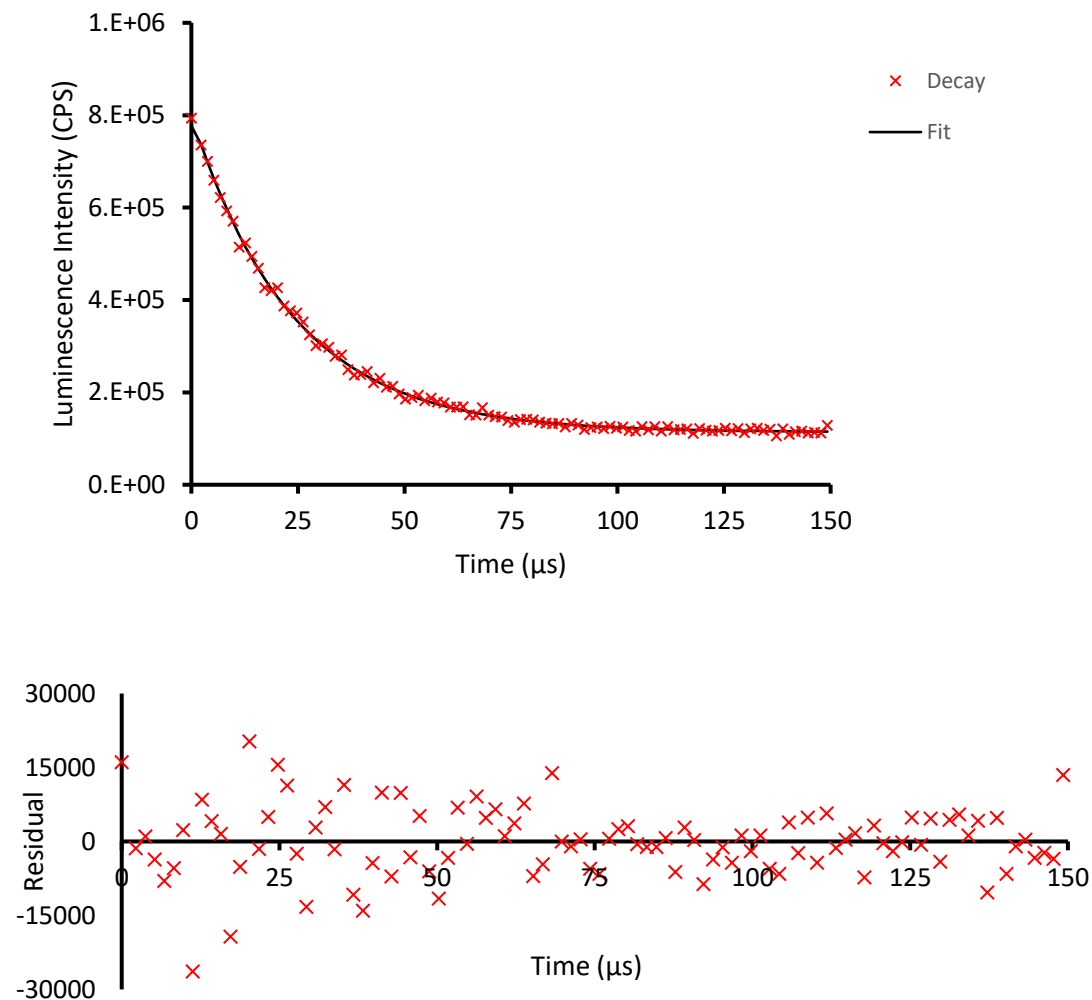 1.E+06
8.E+05
6.E+05
4.E+05
2.E+05
0.E+00
Luminescence Intensity (CPS)
0 25 50 75 100 125 150
Time (μs)
Decay
Fit
30000
15000
0
-15000
-30000
Residual
0 25 50 75 100 125 150
Time (μs)